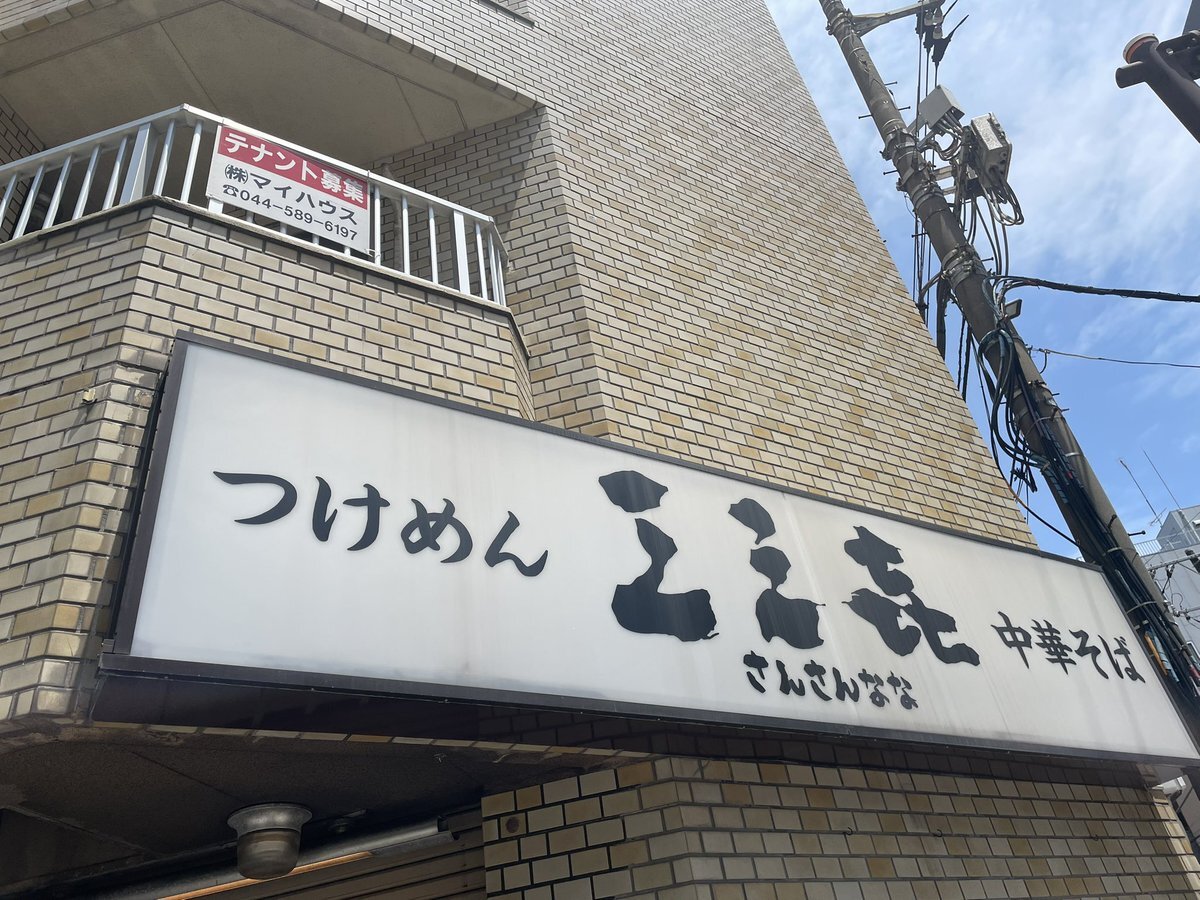 テナント募集
㈱マイハウス
☎044-589-6197
つけめん 三三㐂 中華そば
さんさんなな